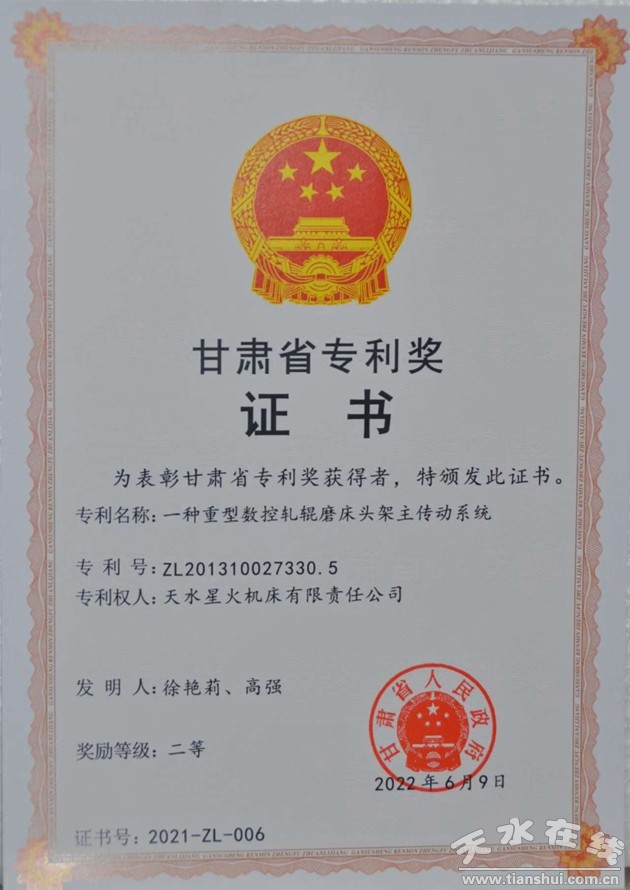 甘肃省专利奖
证 书
为表彰甘肃省专利奖获得者，特颁发此证书。
专利名称：一种重型数控轧辊磨床头架主传动系统
专 利 号：ZL201310027330.5
专利权人：天水星火机床有限责任公司
发 明 人：徐艳莉、高强
甘肃省人民政府
奖励等级：二等
2022年6月9日
证书号：2021-ZL-006
天水在线
www.tianshui.com.cn